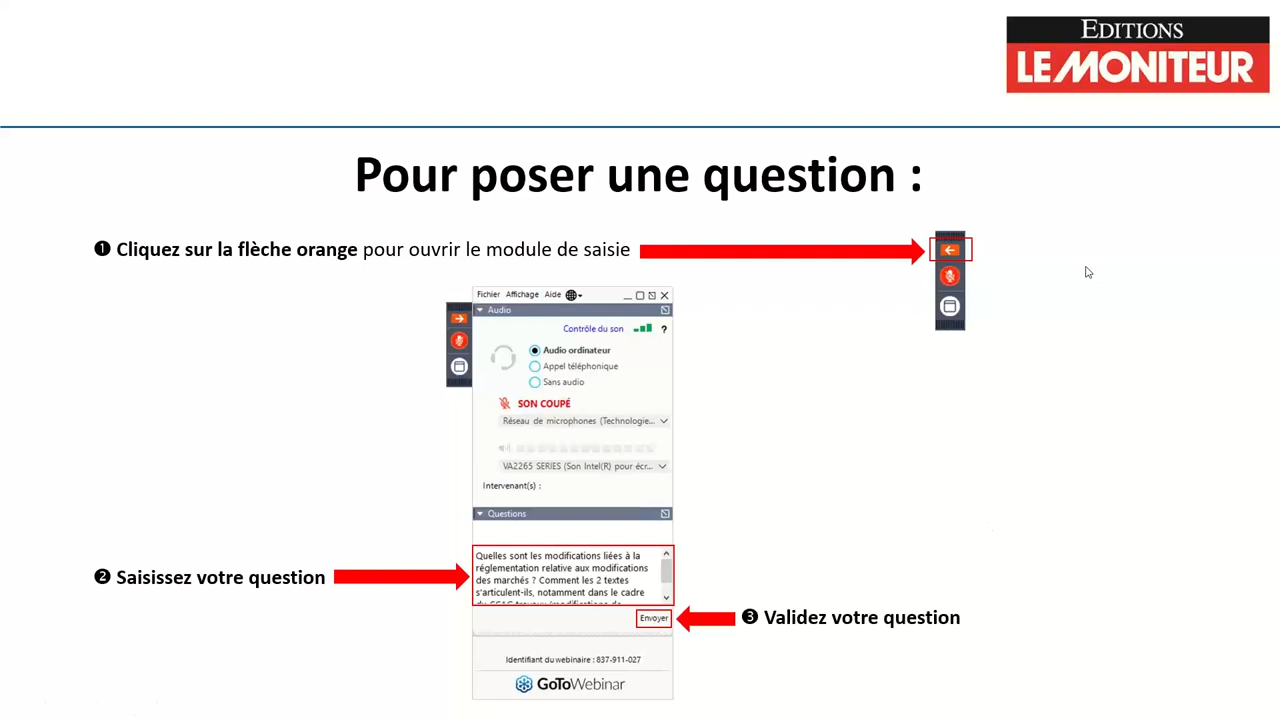 EDITIONS
LE MONITEUR
Pour poser une question :
❶ Cliquez sur la flèche orange pour ouvrir le module de saisie
Fichier Affichage Aide
Audio
Contrôle du son ?
Audio ordinateur
Appel téléphonique
Sans audio
SON COUPÉ
Réseau de microphones (Technologie...
VA2265 SERIES (Son Intel(R) pour écr...
Intervenant(s) :
Questions
Quelles sont les modifications liées à la
réglementation relative aux modifications
des marchés ? Comment les 2 textes
s'articulent-ils, notamment dans le cadre
❷ Saisissez votre question
Envoyer
❸ Validez votre question
Identifiant du webinaire : 837-911-027
GoToWebinar